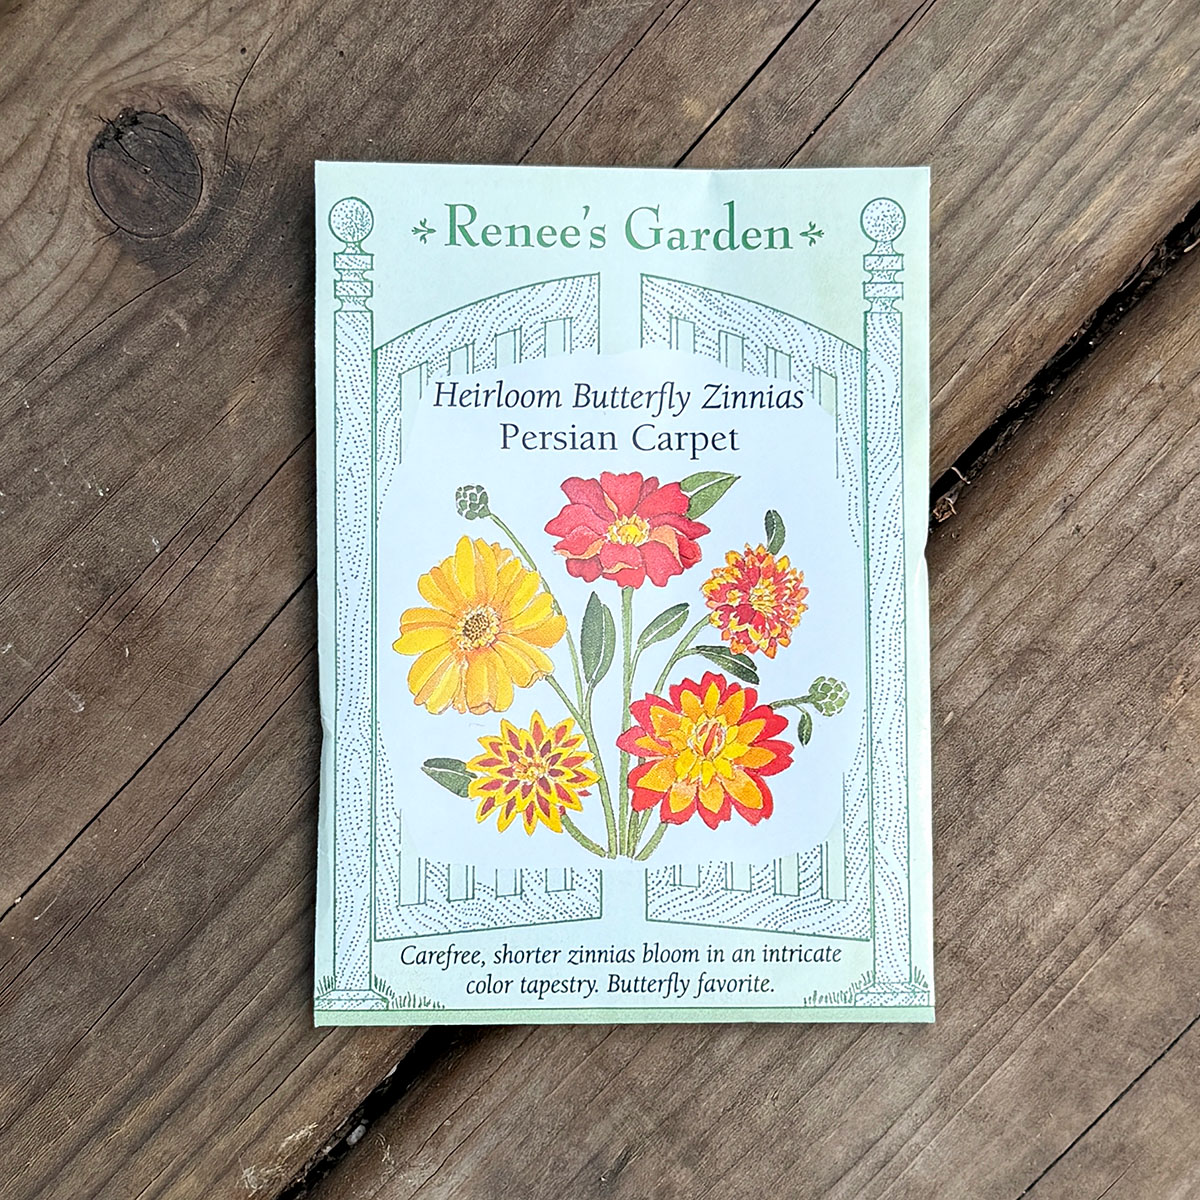 Renee's Garden
Heirloom Butterfly Zinnias
Persian Carpet
Carefree, shorter zinnias bloom in an intricate
color tapestry. Butterfly favorite.